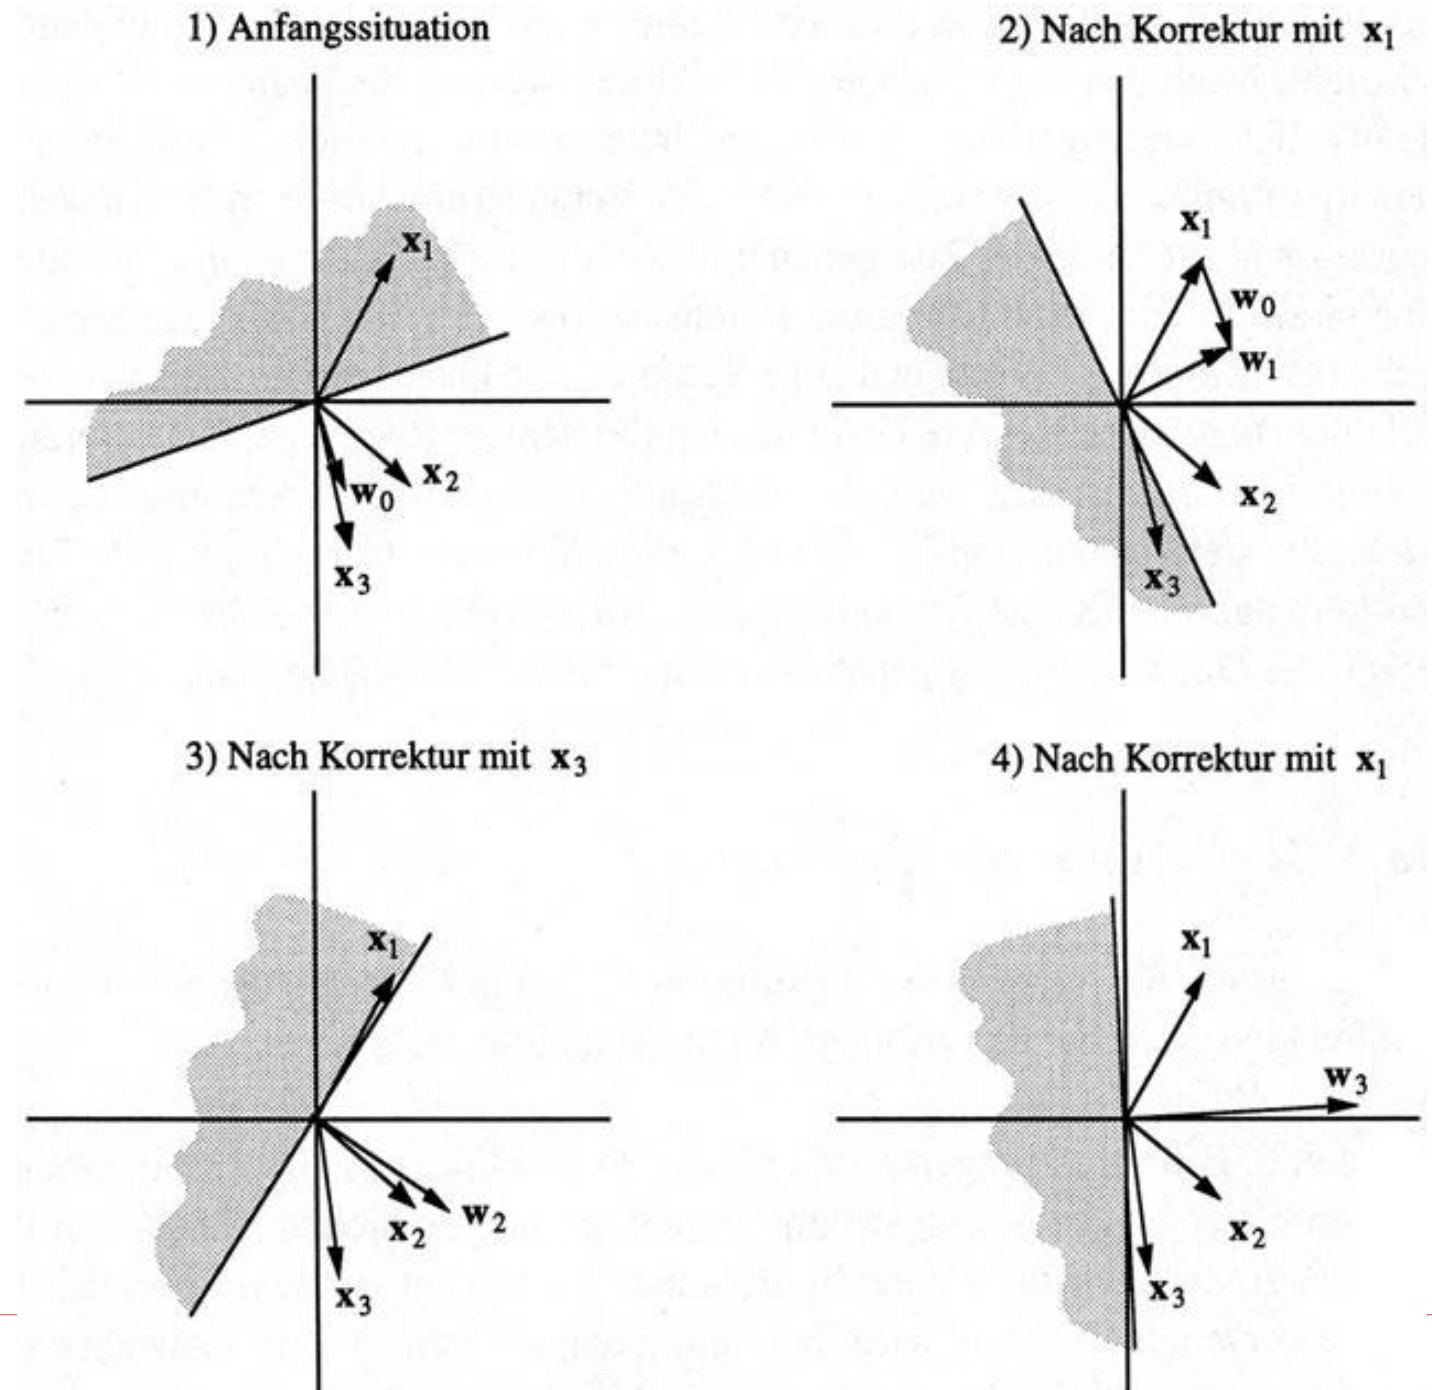 1) Anfangssituation
x₁
x₂
w₀
x₃
2) Nach Korrektur mit x₁
x₁
w₀
w₁
x₂
x₃
3) Nach Korrektur mit x₃
x₁
x₂
w₂
x₃
4) Nach Korrektur mit x₁
x₁
w₃
x₂
x₃